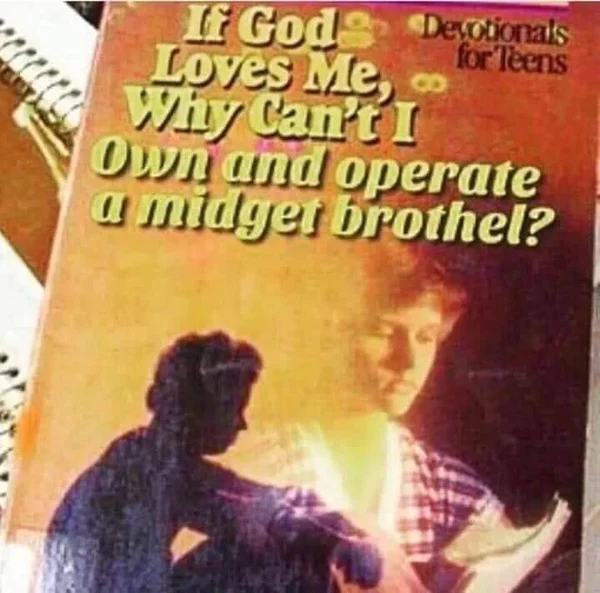 If God
Loves Me,
Why Can't I
Own and operate
a midget brothel?
Devotionals
for Teens